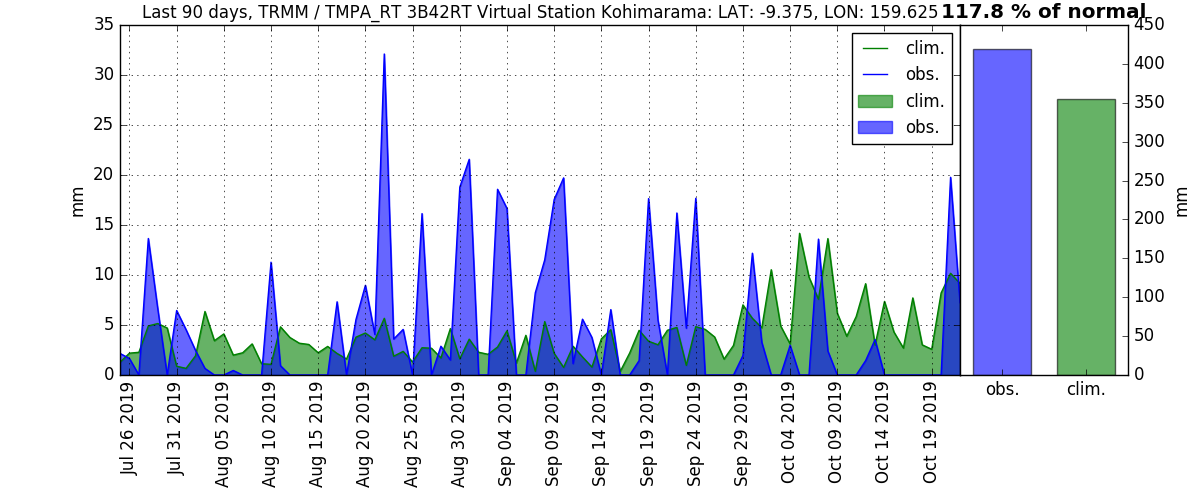 Last 90 days, TRMM / TMPA_RT 3B42RT Virtual Station Kohimarama: LAT: -9.375, LON: 159.625
117.8 % of normal
35
30
25
20
15
10
5
0
mm
clim.
obs.
clim.
obs.
450
400
350
300
250
200
150
100
50
0
mm
Jul 26 2019
Jul 31 2019
Aug 05 2019
Aug 10 2019
Aug 15 2019
Aug 20 2019
Aug 25 2019
Aug 30 2019
Sep 04 2019
Sep 09 2019
Sep 14 2019
Sep 19 2019
Sep 24 2019
Sep 29 2019
Oct 04 2019
Oct 09 2019
Oct 14 2019
Oct 19 2019
obs.
clim.